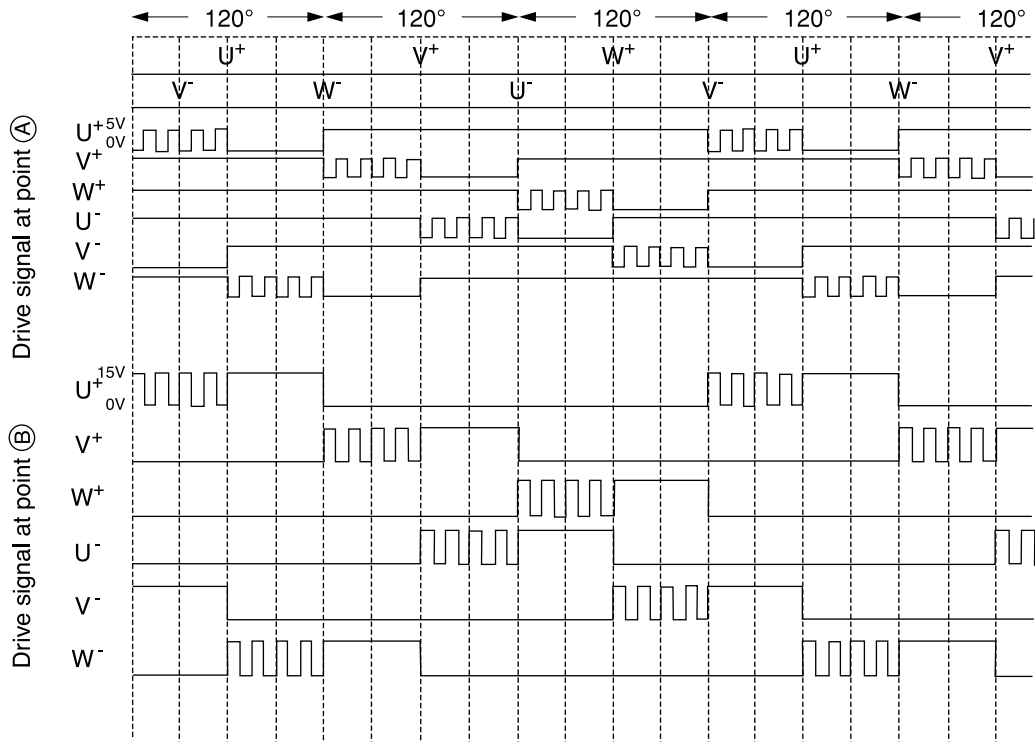 120° 120° 120° 120° 120°
U+ V+ W+ U+ V+
V- W- U- V- W-
Drive signal at point Ⓐ
U+ 5V
0V
V+
W+
U-
V-
W-
Drive signal at point Ⓑ
U+ 15V
0V
V+
W+
U-
V-
W-